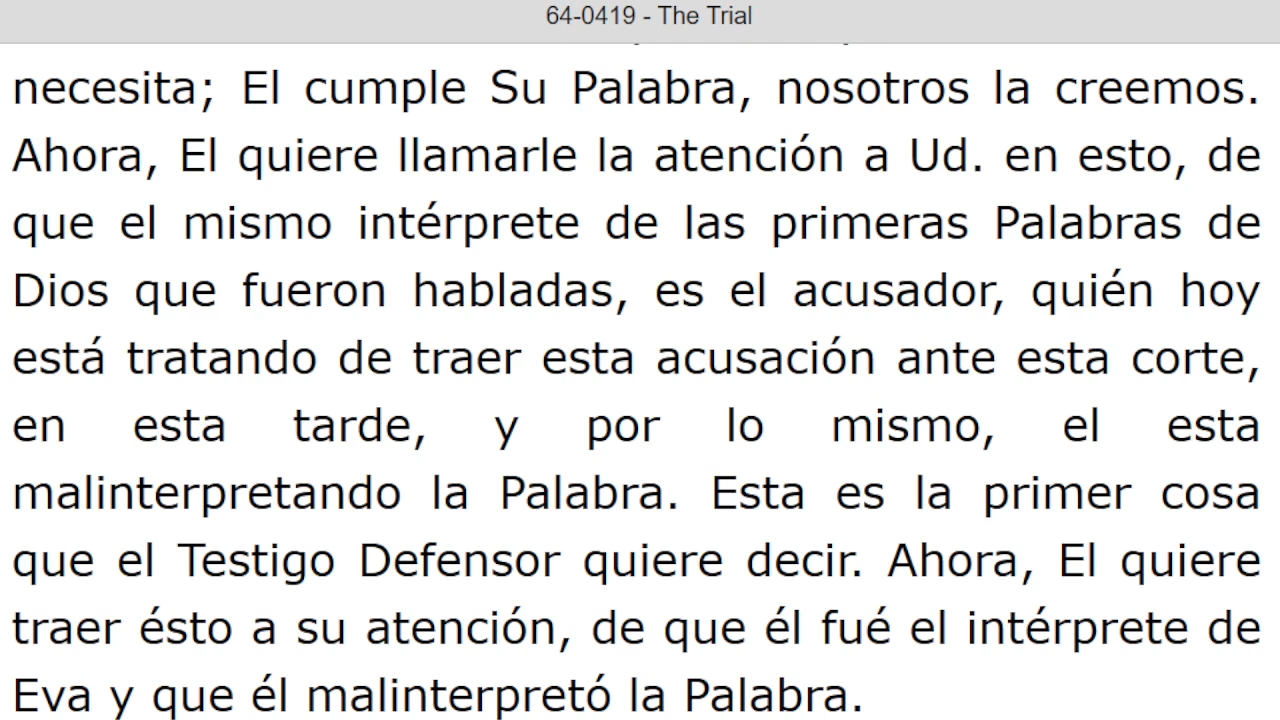 64-0419 - The Trial
necesita; El cumple Su Palabra, nosotros la creemos.
Ahora, El quiere llamarle la atención a Ud. en esto, de
que el mismo intérprete de las primeras Palabras de
Dios que fueron habladas, es el acusador, quién hoy
está tratando de traer esta acusación ante esta corte,
en esta tarde, y por lo mismo, el esta
malinterpretando la Palabra. Esta es la primer cosa
que el Testigo Defensor quiere decir. Ahora, El quiere
traer ésto a su atención, de que él fué el intérprete de
Eva y que él malinterpretó la Palabra.